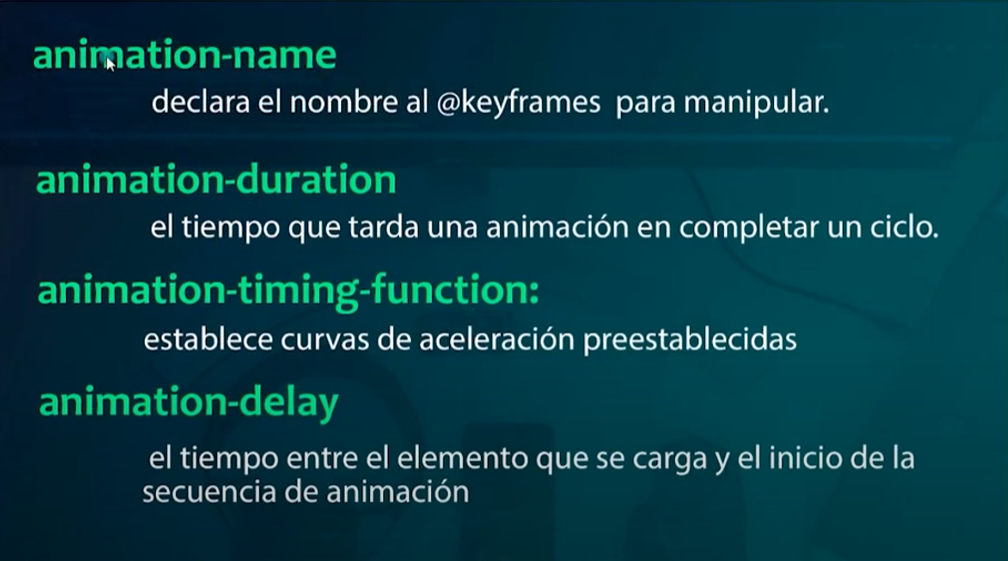 animation-name
declara el nombre al @keyframes para manipular.
animation-duration
el tiempo que tarda una animación en completar un ciclo.
animation-timing-function:
establece curvas de aceleración preestablecidas
animation-delay
el tiempo entre el elemento que se carga y el inicio de la
secuencia de animación